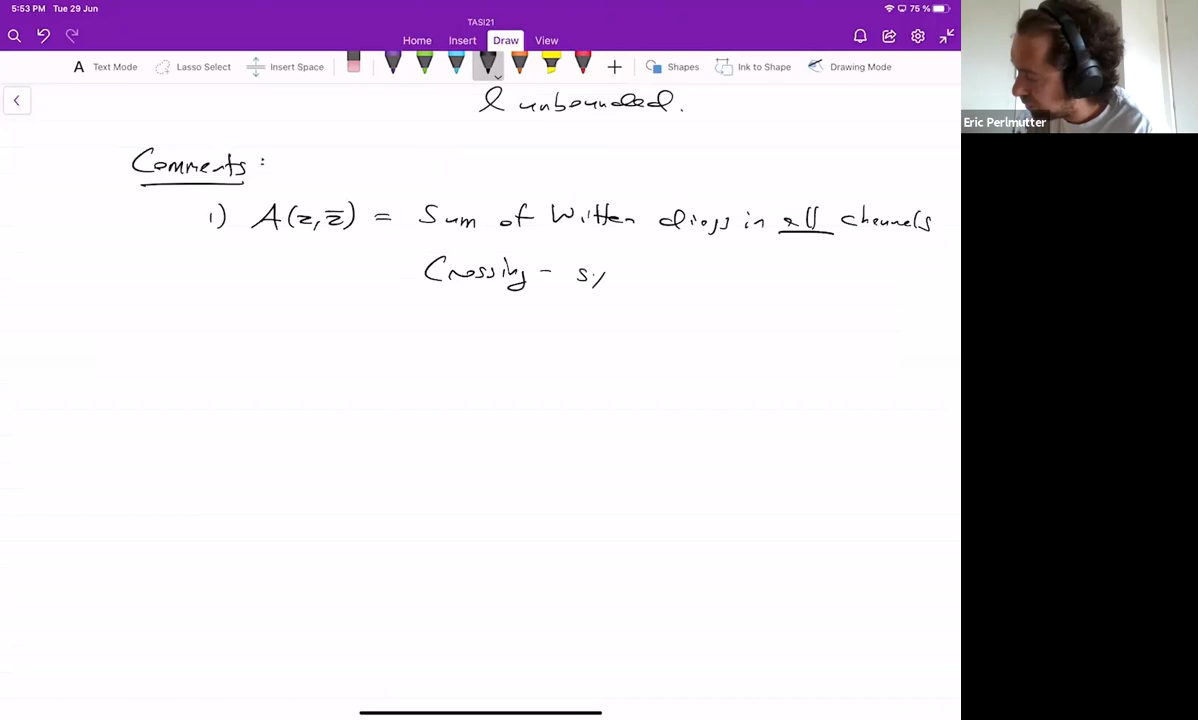 5:53 PM Tue 29 Jun
75 %
TASI21
Home Insert Draw View
A Text Mode Lasso Select Insert Space Shapes Ink to Shape Drawing Mode
Eric Perlmutter
l unbounded.
Comments:
1) A(z, z̅) = Sum of Witten diags in all channels
Crossing - sy